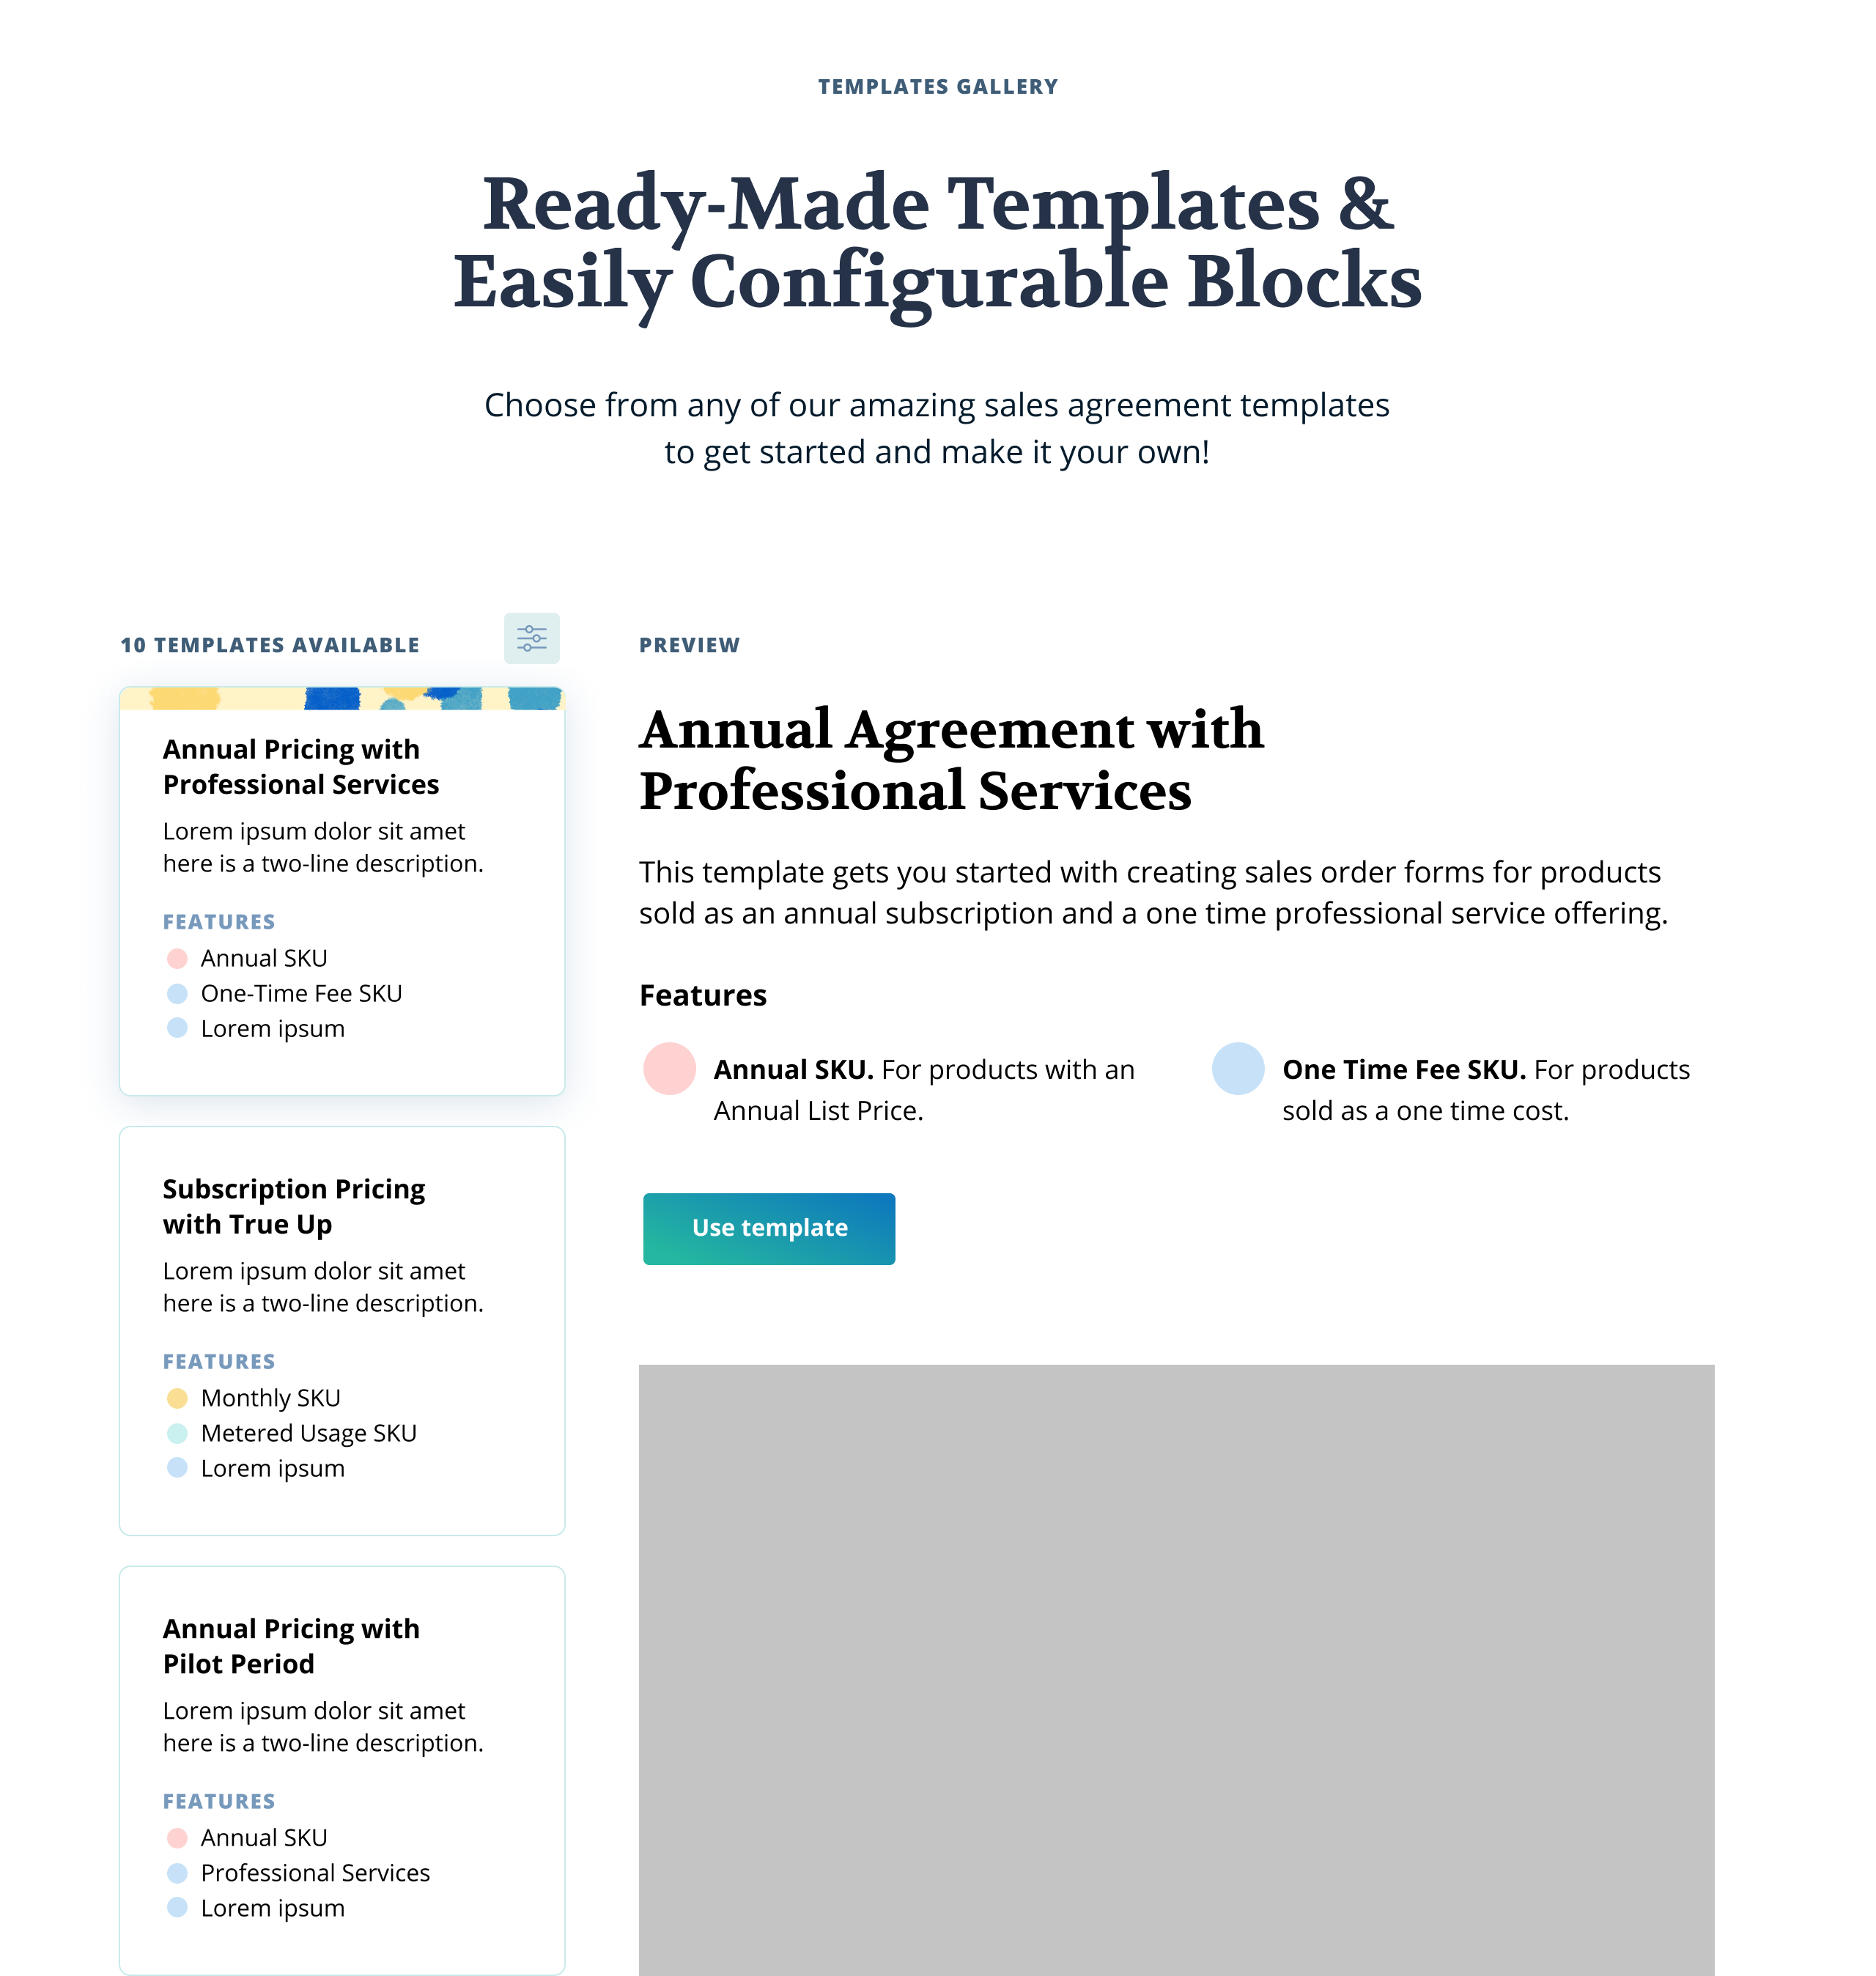 TEMPLATES GALLERY
Ready-Made Templates &
Easily Configurable Blocks
Choose from any of our amazing sales agreement templates
to get started and make it your own!
10 TEMPLATES AVAILABLE
Annual Pricing with
Professional Services
Lorem ipsum dolor sit amet
here is a two-line description.
FEATURES
Annual SKU
One-Time Fee SKU
Lorem ipsum
Subscription Pricing
with True Up
Lorem ipsum dolor sit amet
here is a two-line description.
FEATURES
Monthly SKU
Metered Usage SKU
Lorem ipsum
Annual Pricing with
Pilot Period
Lorem ipsum dolor sit amet
here is a two-line description.
FEATURES
Annual SKU
Professional Services
Lorem ipsum
PREVIEW
Annual Agreement with
Professional Services
This template gets you started with creating sales order forms for products
sold as an annual subscription and a one time professional service offering.
Features
Annual SKU. For products with an
Annual List Price.
One Time Fee SKU. For products
sold as a one time cost.
Use template